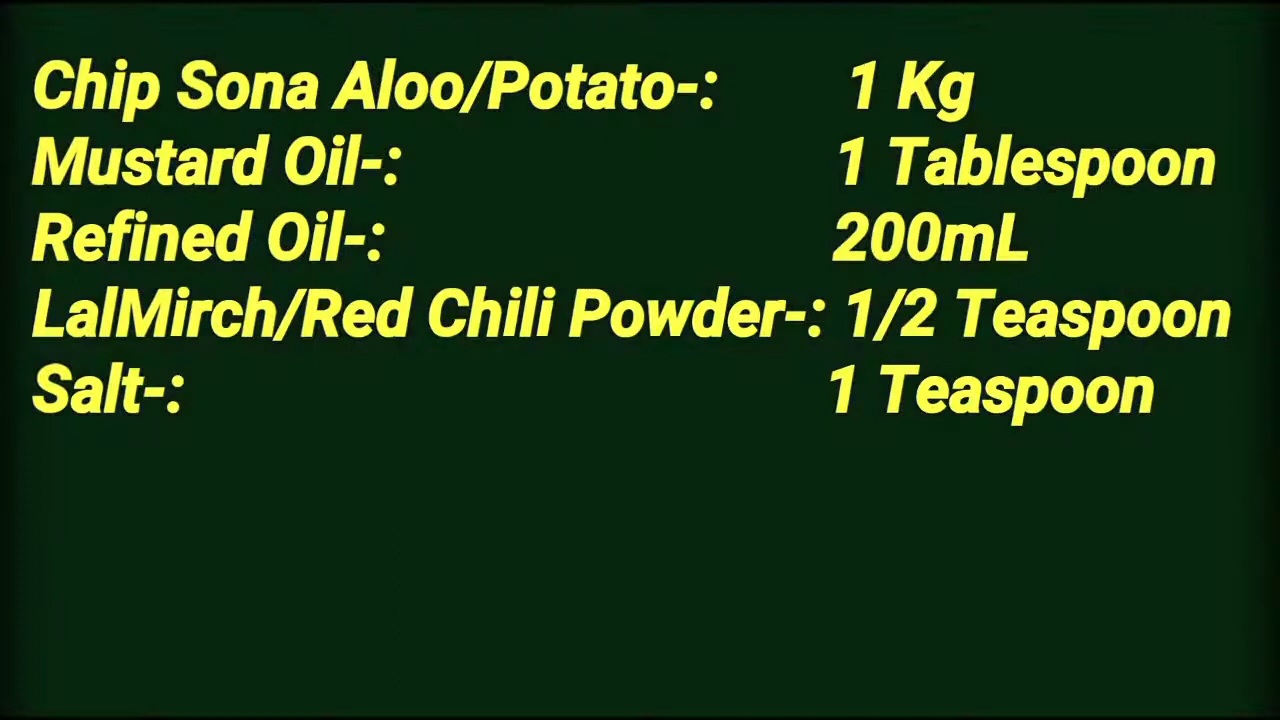 Chip Sona Aloo/Potato-: 1 Kg
Mustard Oil-: 1 Tablespoon
Refined Oil-: 200mL
LalMirch/Red Chili Powder-: 1/2 Teaspoon
Salt-: 1 Teaspoon